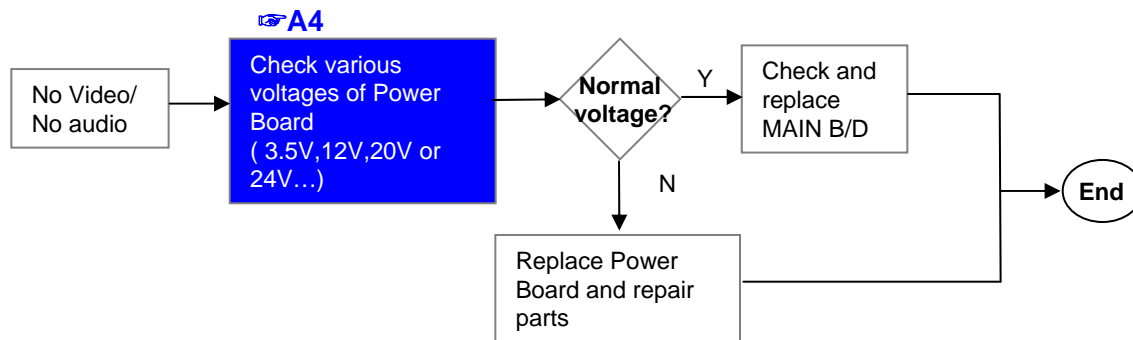 ☞A4
No Video/
No audio
Check various
voltages of Power
Board
( 3.5V,12V,20V or
24V…)
Normal
voltage?
Y
Check and
replace
MAIN B/D
N
Replace Power
Board and repair
parts
End